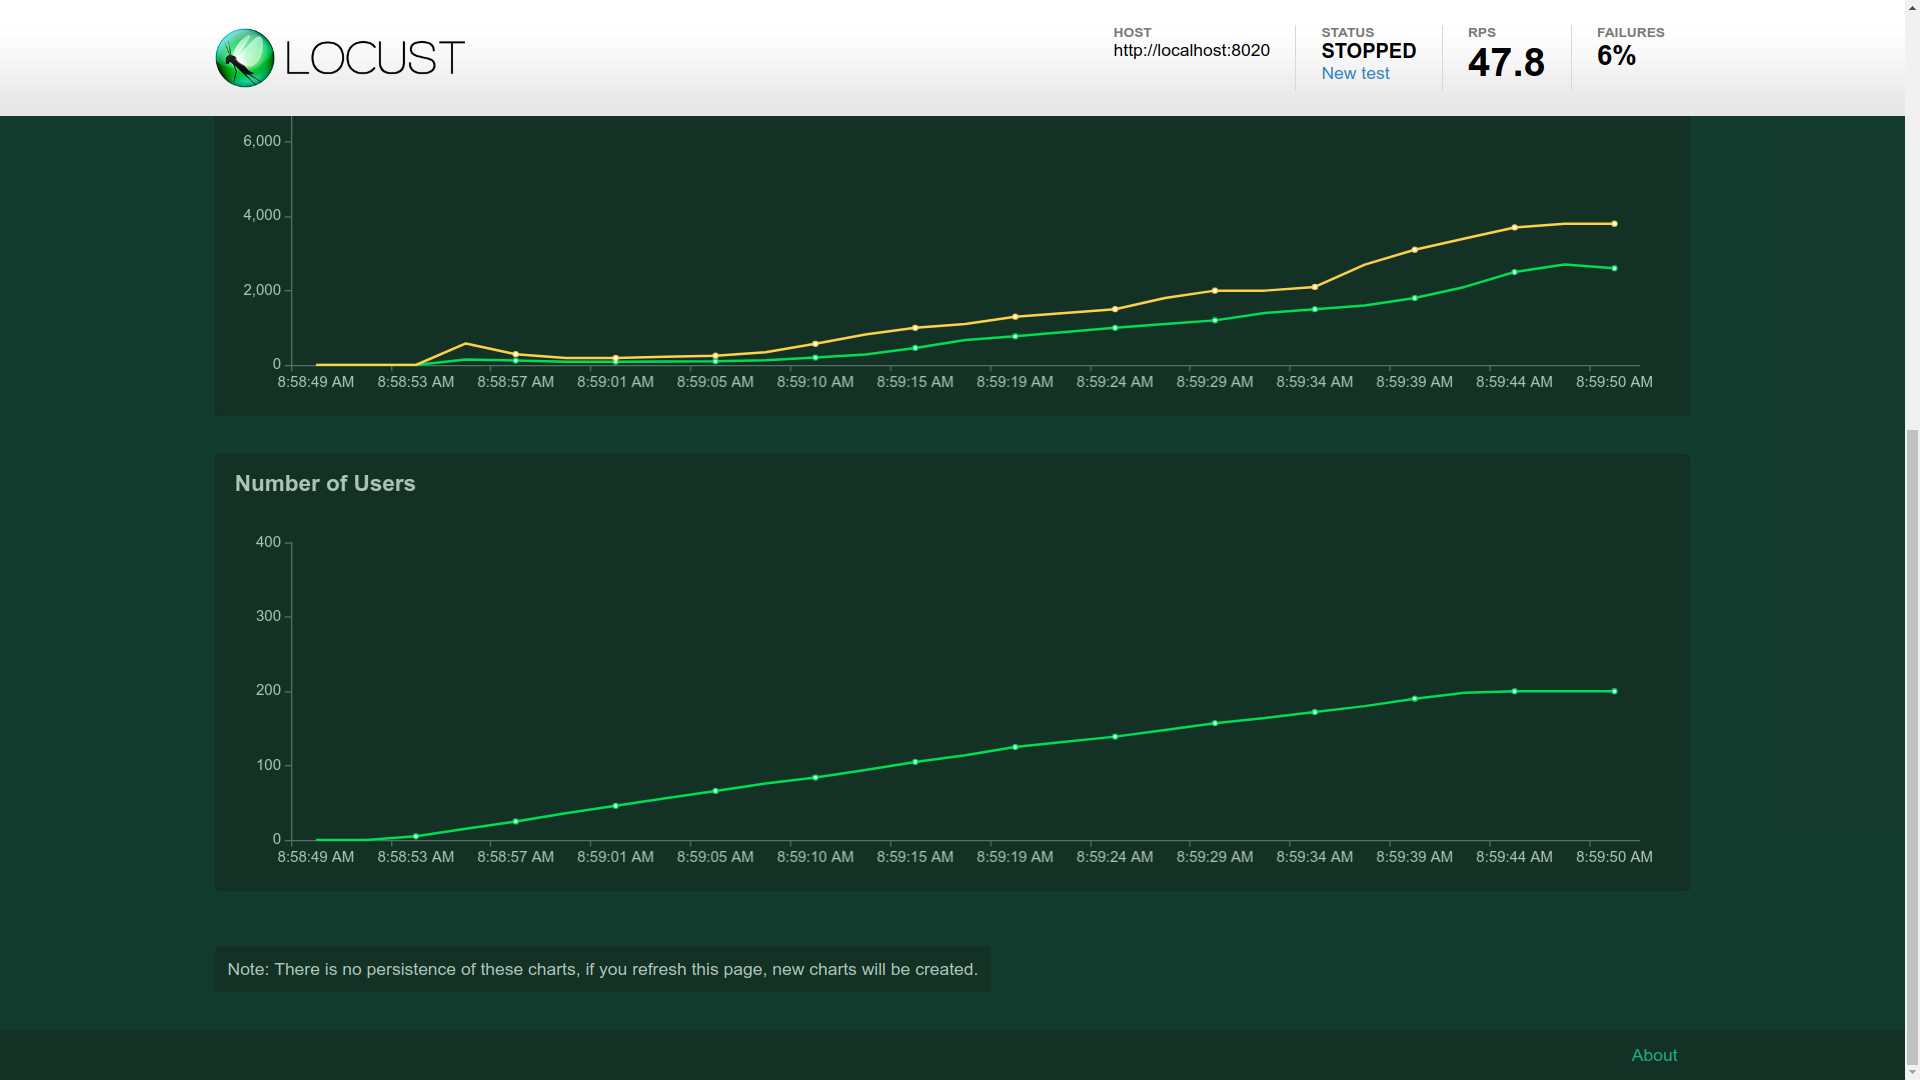 LOCUST
HOST
http://localhost:8020
STATUS
STOPPED
New test
RPS
47.8
FAILURES
6%
6,000
4,000
2,000
0
8:58:49 AM 8:58:53 AM 8:58:57 AM 8:59:01 AM 8:59:05 AM 8:59:10 AM 8:59:15 AM 8:59:19 AM 8:59:24 AM 8:59:29 AM 8:59:34 AM 8:59:39 AM 8:59:44 AM 8:59:50 AM
Number of Users
400
300
200
100
0
8:58:49 AM 8:58:53 AM 8:58:57 AM 8:59:01 AM 8:59:05 AM 8:59:10 AM 8:59:15 AM 8:59:19 AM 8:59:24 AM 8:59:29 AM 8:59:34 AM 8:59:39 AM 8:59:44 AM 8:59:50 AM
Note: There is no persistence of these charts, if you refresh this page, new charts will be created.
About